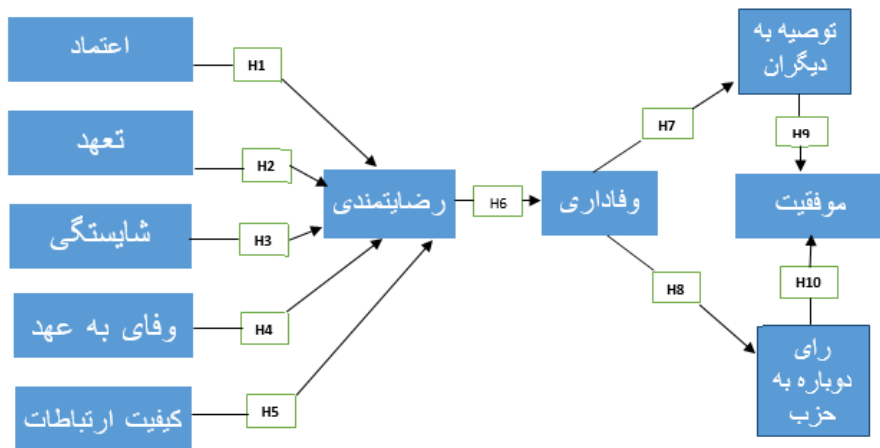 اعتماد
H1
تعهد
H2
شایستگی
H3
وفای به عهد
H4
کیفیت ارتباطات
H5
رضایتمندی
H6
وفاداری
H7
H8
توصیه به
دیگران
H9
موفقیت
H10
رای
دوباره به
حزب